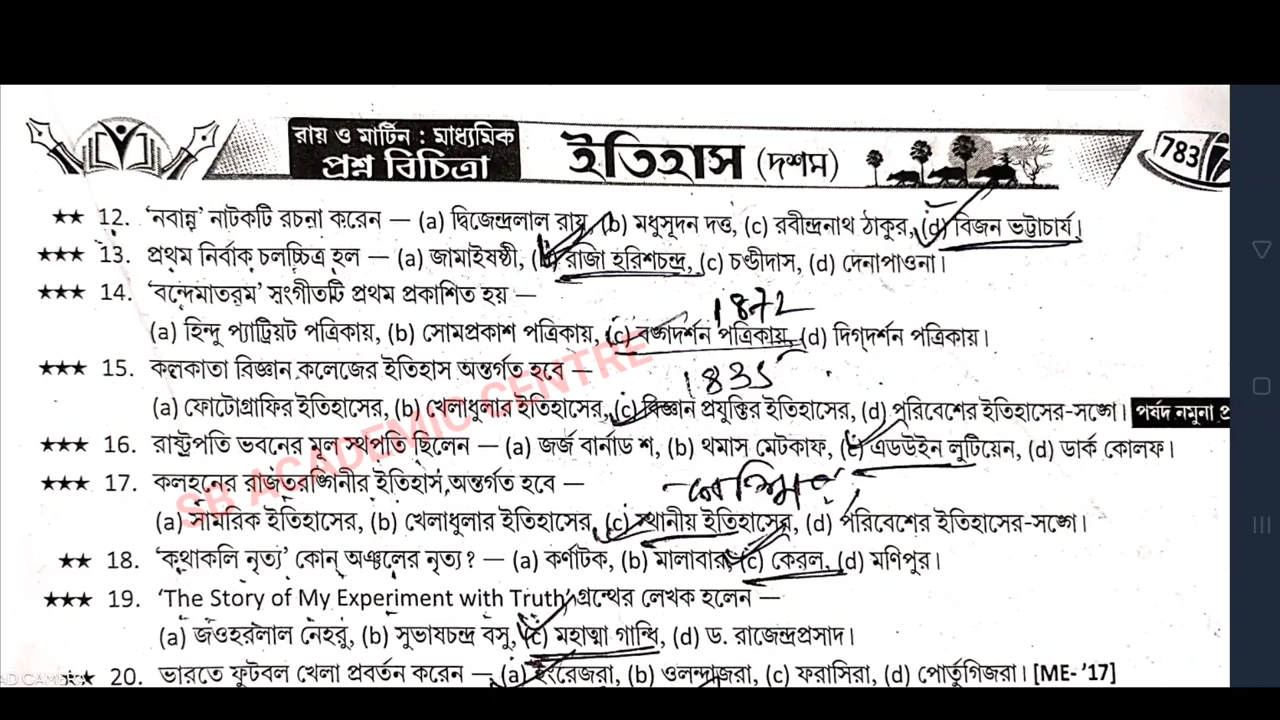 রায় ও মার্টিন : মাধ্যমিক
প্রশ্ন বিচিত্রা
ইতিহাস (দশম)
783
★★ 12. ‘নবান্ন’ নাটকটি রচনা করেন — (a) দ্বিজেন্দ্রলাল রায়, (b) মধুসূদন দত্ত, (c) রবীন্দ্রনাথ ঠাকুর, (d) বিজন ভট্টাচার্য।
★★★ 13. প্রথম নির্বাক চলচ্চিত্র হল — (a) জামাইষষ্ঠী, (b) রাজা হরিশচন্দ্র, (c) চণ্ডীদাস, (d) দেনাপাওনা।
★★★ 14. ‘বন্দেমাতরম’ সংগীতটি প্রথম প্রকাশিত হয় —
1872
(a) হিন্দু প্যাট্রিয়ট পত্রিকায়, (b) সোমপ্রকাশ পত্রিকায়, (c) বঙ্গদর্শন পত্রিকায়, (d) দিগ্‌দর্শন পত্রিকায়।
★★★ 15. কলকাতা বিজ্ঞান কলেজের ইতিহাস অন্তর্গত হবে —
1835
(a) ফোটোগ্রাফির ইতিহাসের, (b) খেলাধুলার ইতিহাসের, (c) বিজ্ঞান প্রযুক্তির ইতিহাসের, (d) পরিবেশের ইতিহাসের-সঙ্গে। পর্ষদ নমুনা
★★★ 16. রাষ্ট্রপতি ভবনের মূল স্থপতি ছিলেন — (a) জর্জ বার্নাড শ, (b) থমাস মেটকাফ, (c) এডউইন লুটিয়েন, (d) ডার্ক কোলফ।
★★★ 17. কলহনের রাজতরঙ্গিনীর ইতিহাস অন্তর্গত হবে —
(a) সামরিক ইতিহাসের, (b) খেলাধুলার ইতিহাসের, (c) স্থানীয় ইতিহাসের, (d) পরিবেশের ইতিহাসের-সঙ্গে।
★★ 18. ‘কথাকলি নৃত্য’ কোন্ অঞ্চলের নৃত্য? — (a) কর্ণাটক, (b) মালাবার, (c) কেরল, (d) মণিপুর।
★★★ 19. ‘The Story of My Experiment with Truth’ গ্রন্থের লেখক হলেন —
(a) জওহরলাল নেহরু, (b) সুভাষচন্দ্র বসু, (c) মহাত্মা গান্ধি, (d) ড. রাজেন্দ্রপ্রসাদ।
★★ 20. ভারতে ফুটবল খেলা প্রবর্তন করেন — (a) ইংরেজরা, (b) ওলন্দাজরা, (c) ফরাসিরা, (d) পোর্তুগিজরা। [ME- '17]
SB ACADEMIC CENTRE